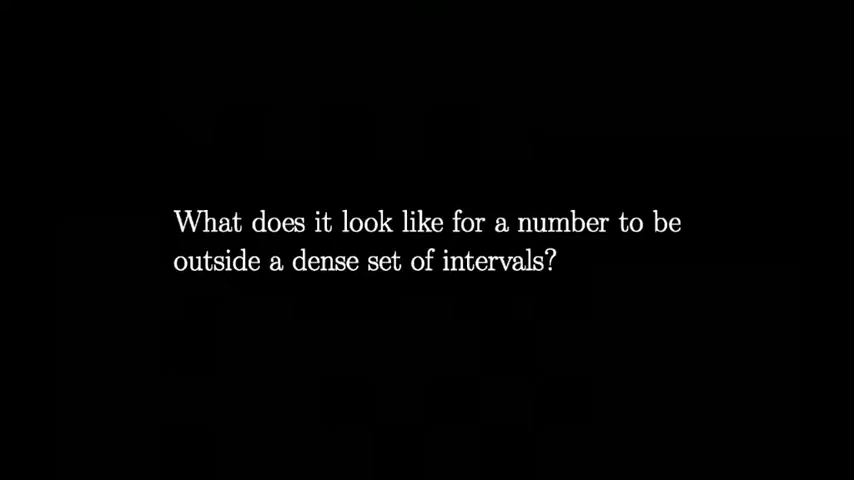 What does it look like for a number to be
outside a dense set of intervals?